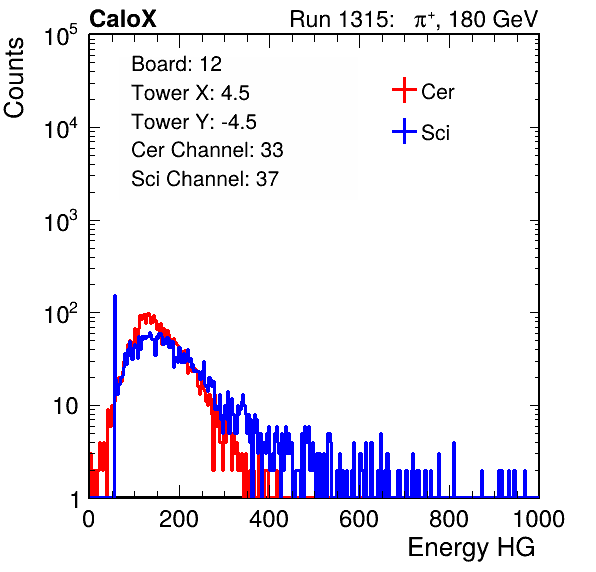 CaloX Run 1315: π⁺, 180 GeV
Counts
10⁵
10⁴
10³
10²
10
1
Board: 12
Tower X: 4.5
Tower Y: -4.5
Cer Channel: 33
Sci Channel: 37
Cer
Sci
0 200 400 600 800 1000
Energy HG